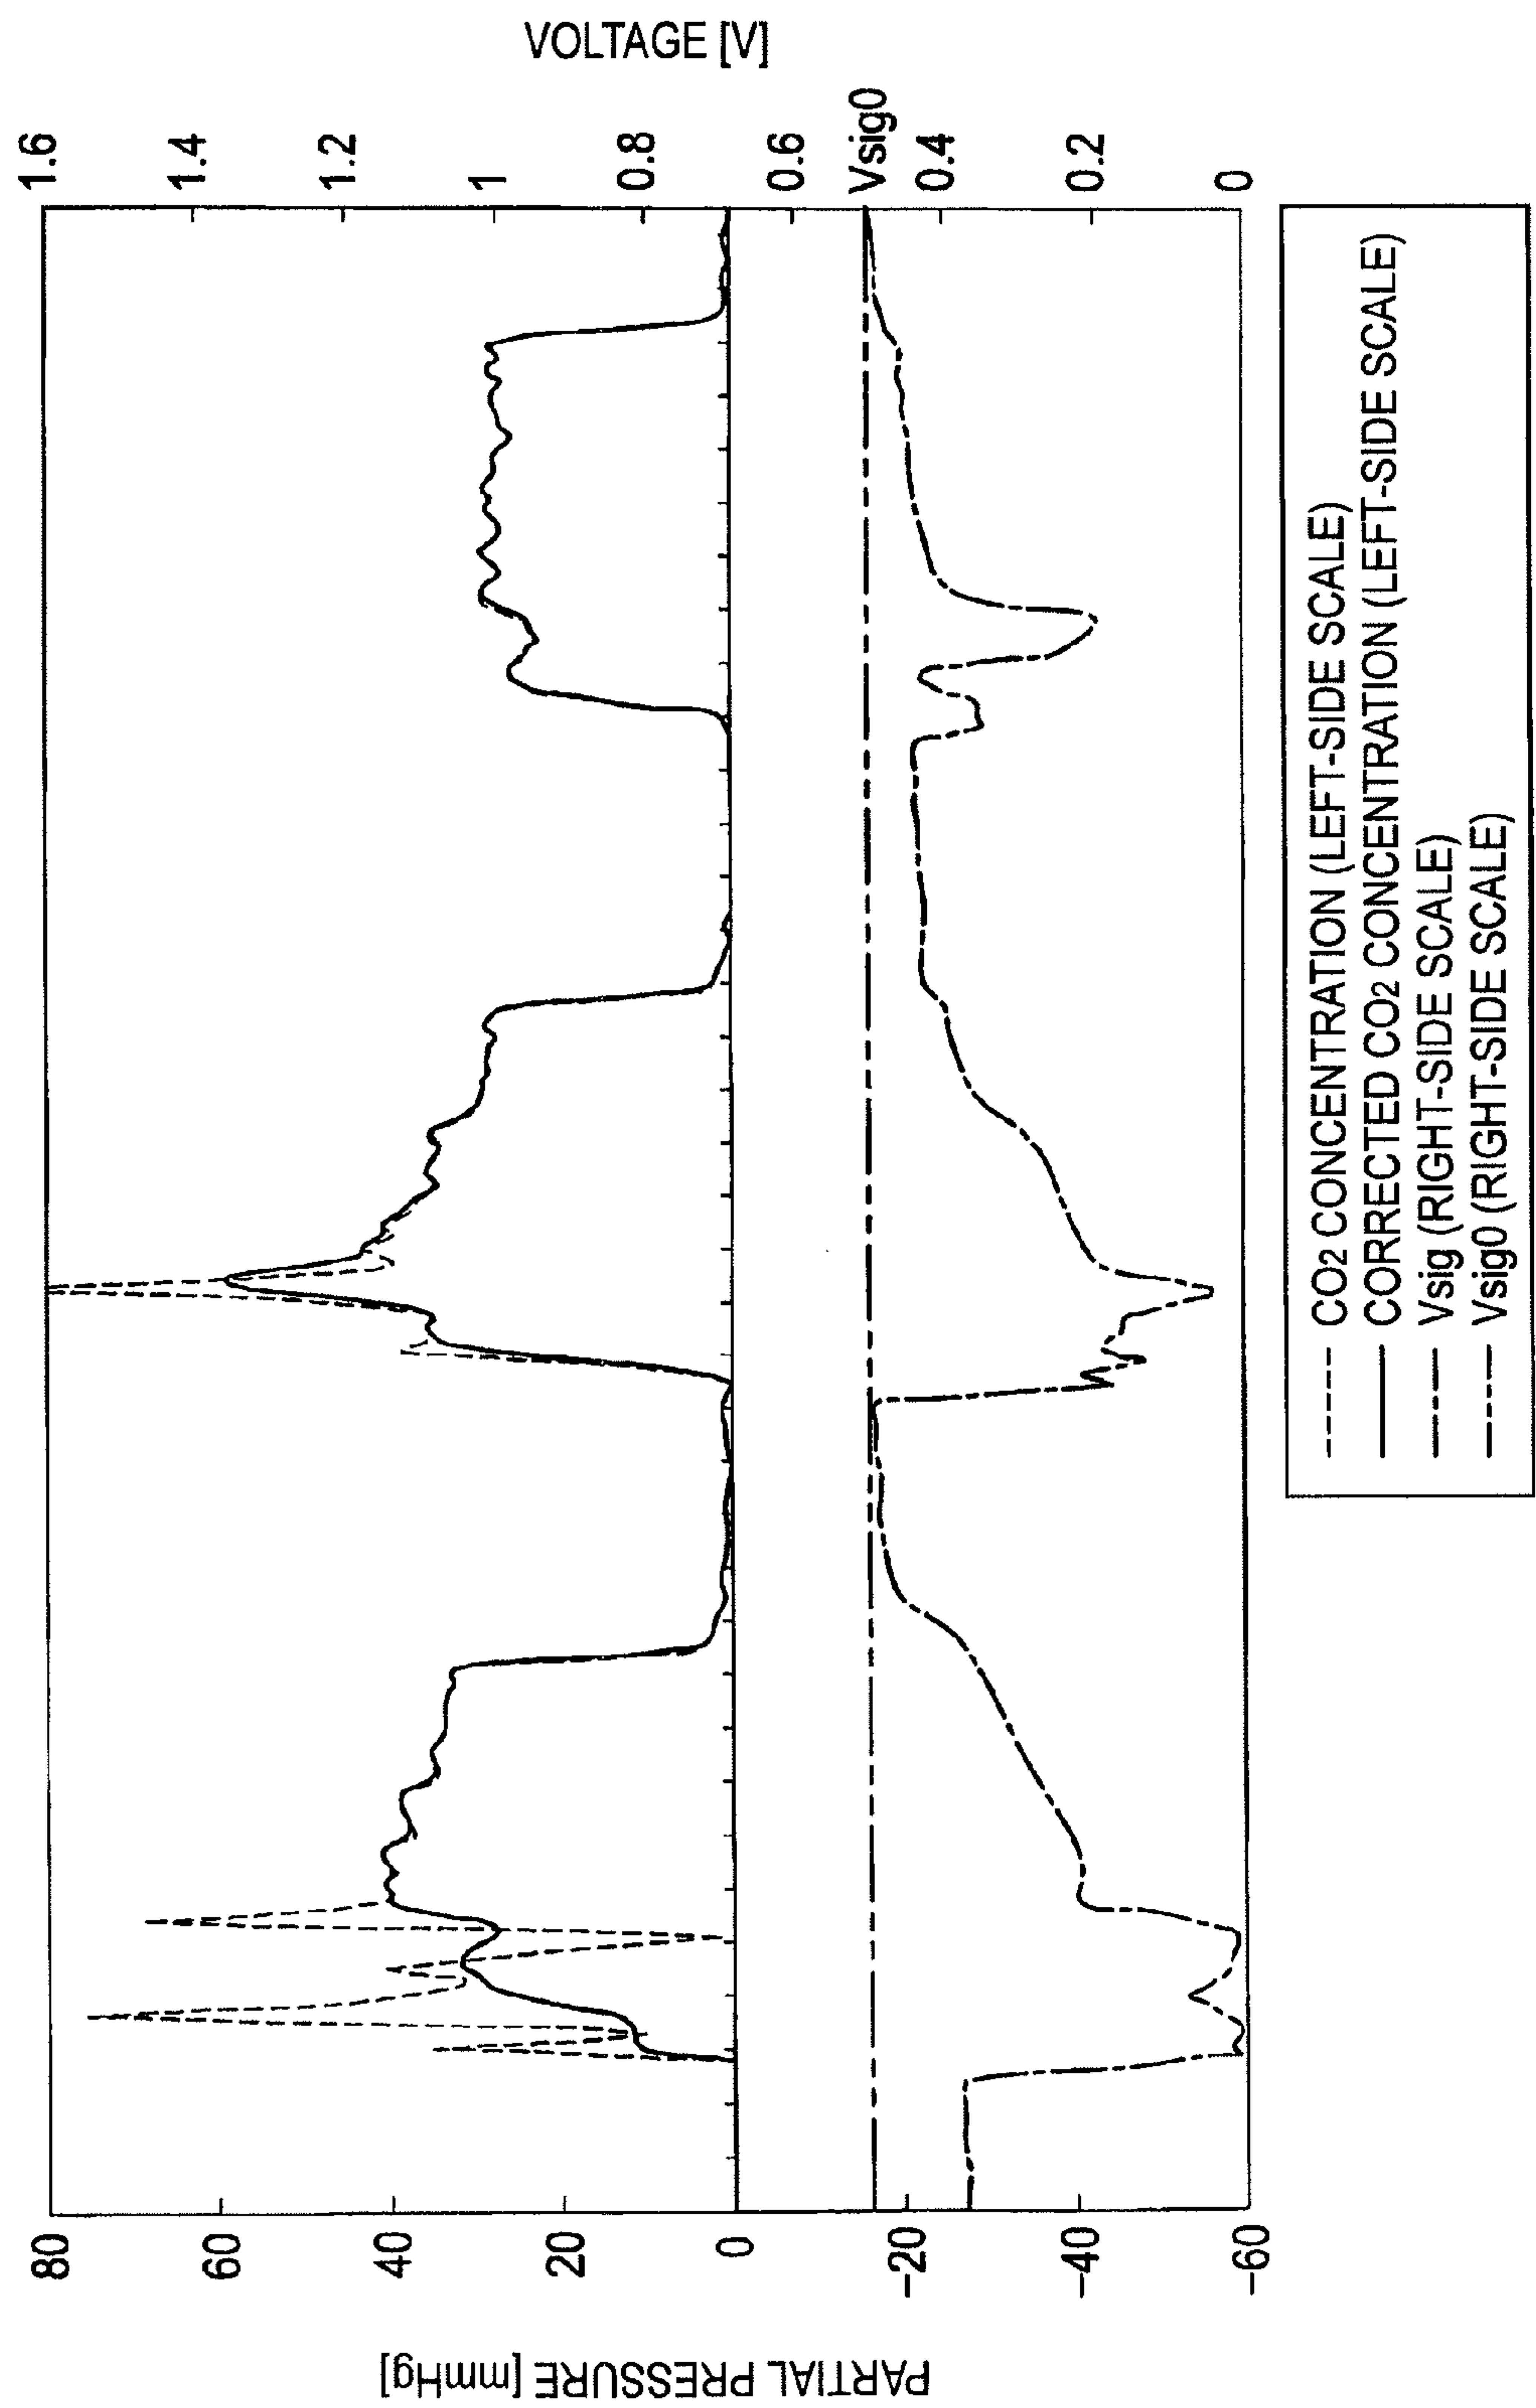 PARTIAL PRESSURE [mmHg]
80
60
40
20
0
-20
-40
-60
VOLTAGE [V]
1.6
1.4
1.2
1
0.8
0.6
Vsig0
0.4
0.2
0
CO2 CONCENTRATION (LEFT-SIDE SCALE)
CORRECTED CO2 CONCENTRATION (LEFT-SIDE SCALE)
Vsig (RIGHT-SIDE SCALE)
Vsig0 (RIGHT-SIDE SCALE)